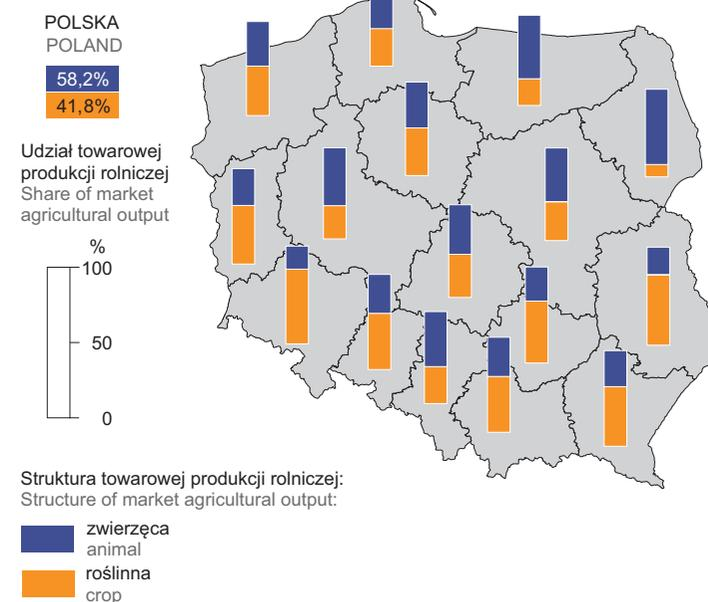 POLSKA
POLAND
58,2%
41,8%
Udział towarowej
produkcji rolniczej
Share of market
agricultural output
%
100
50
0
Struktura towarowej produkcji rolniczej:
Structure of market agricultural output:
zwierzęca
animal
roślinna
crop